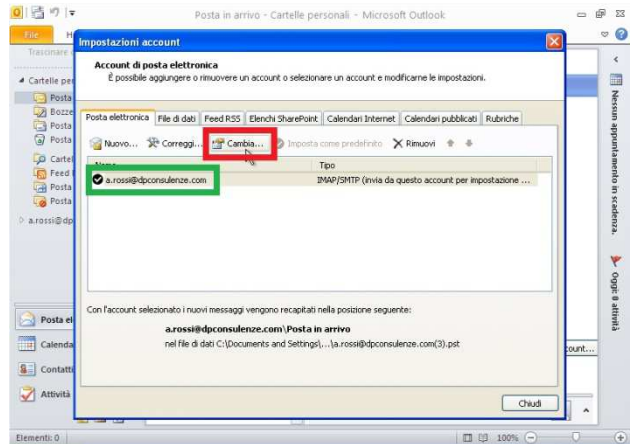 Posta in arrivo - Cartelle personali - Microsoft Outlook
File
H
Impostazioni account
Account di posta elettronica
È possibile aggiungere o rimuovere un account o selezionare un account e modificarne le impostazioni.
Posta elettronica File di dati Feed RSS Elenchi SharePoint Calendari Internet Calendari pubblicati Rubriche
Nuovo... Correggi... Cambia... Imposta come predefinito Rimuovi
Nome Tipo
a.rossi@dpconsulenze.com IMAP/SMTP (invia da questo account per impostazione ...
Con l'account selezionato i nuovi messaggi vengono recapitati nella posizione seguente:
a.rossi@dpconsulenze.com\Posta in arrivo
nel file di dati C:\Documents and Settings\...\a.rossi@dpconsulenze.com(3).pst
Chiudi
Trascinare
Cartelle per
Posta
Bozze
Posta
Posta
Cartel
Feed
Posta
Posta
a.rossi@dp
Posta el
Calenda
Contatti
Attività
Nessun appuntamento in scadenza.
Oggi: 0 attività
count...
Elementi: 0
100%